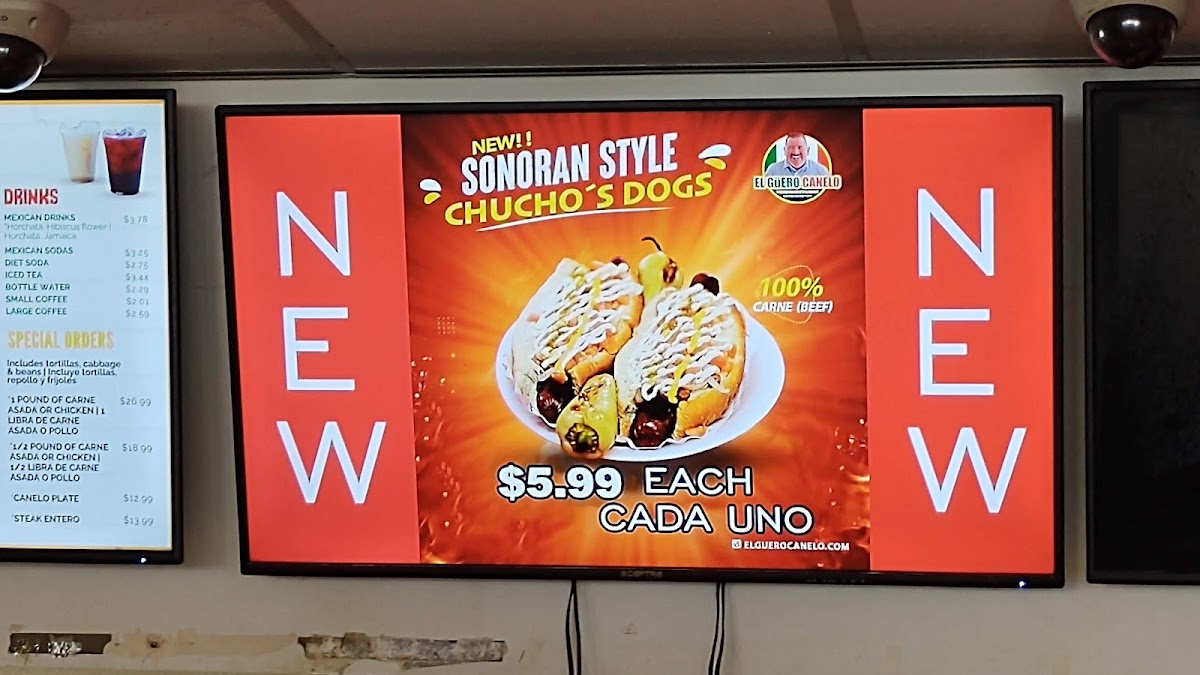 DRINKS
MEXICAN DRINKS $3.78
*Horchata, Hibiscus flower |
Horchata, Jamaica
MEXICAN SODAS $3.25
DIET SODA $2.75
ICED TEA $3.44
BOTTLE WATER $2.29
SMALL COFFEE $2.01
LARGE COFFEE $2.59
SPECIAL ORDERS
Includes tortillas, cabbage
& beans | Incluye tortillas,
repollo y frijoles
*1 POUND OF CARNE $26.99
ASADA OR CHICKEN | 1
LIBRA DE CARNE
ASADA O POLLO
*1/2 POUND OF CARNE $18.99
ASADA OR CHICKEN |
1/2 LIBRA DE CARNE
ASADA O POLLO
*CANELO PLATE $12.99
*STEAK ENTERO $13.99
NEW
NEW!!
SONORAN STYLE
CHUCHO´S DOGS
EL GÜERO CANELO
100%
CARNE (BEEF)
$5.99 EACH
CADA UNO
ELGUEROCANELO.COM
NEW
SCEPTRE